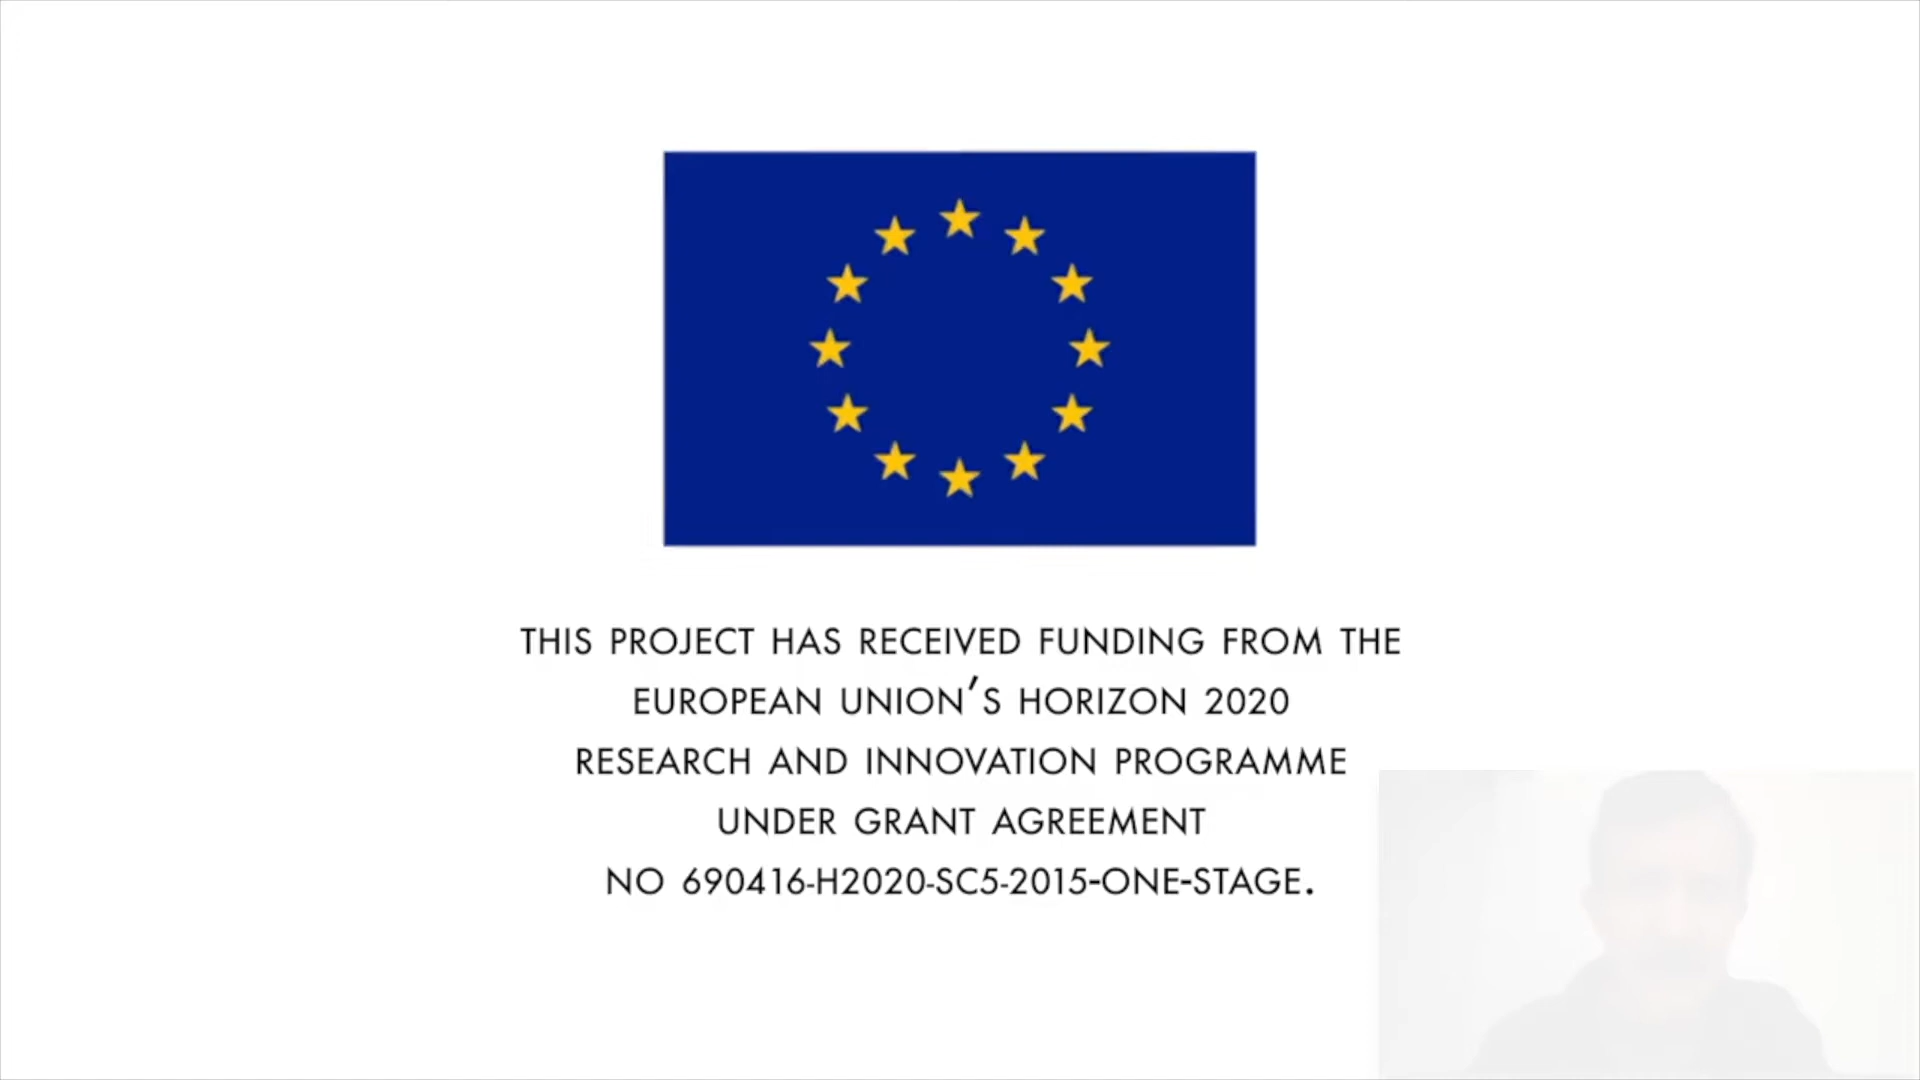 THIS PROJECT HAS RECEIVED FUNDING FROM THE
EUROPEAN UNION'S HORIZON 2020
RESEARCH AND INNOVATION PROGRAMME
UNDER GRANT AGREEMENT
NO 690416-H2020-SC5-2015-ONE-STAGE.